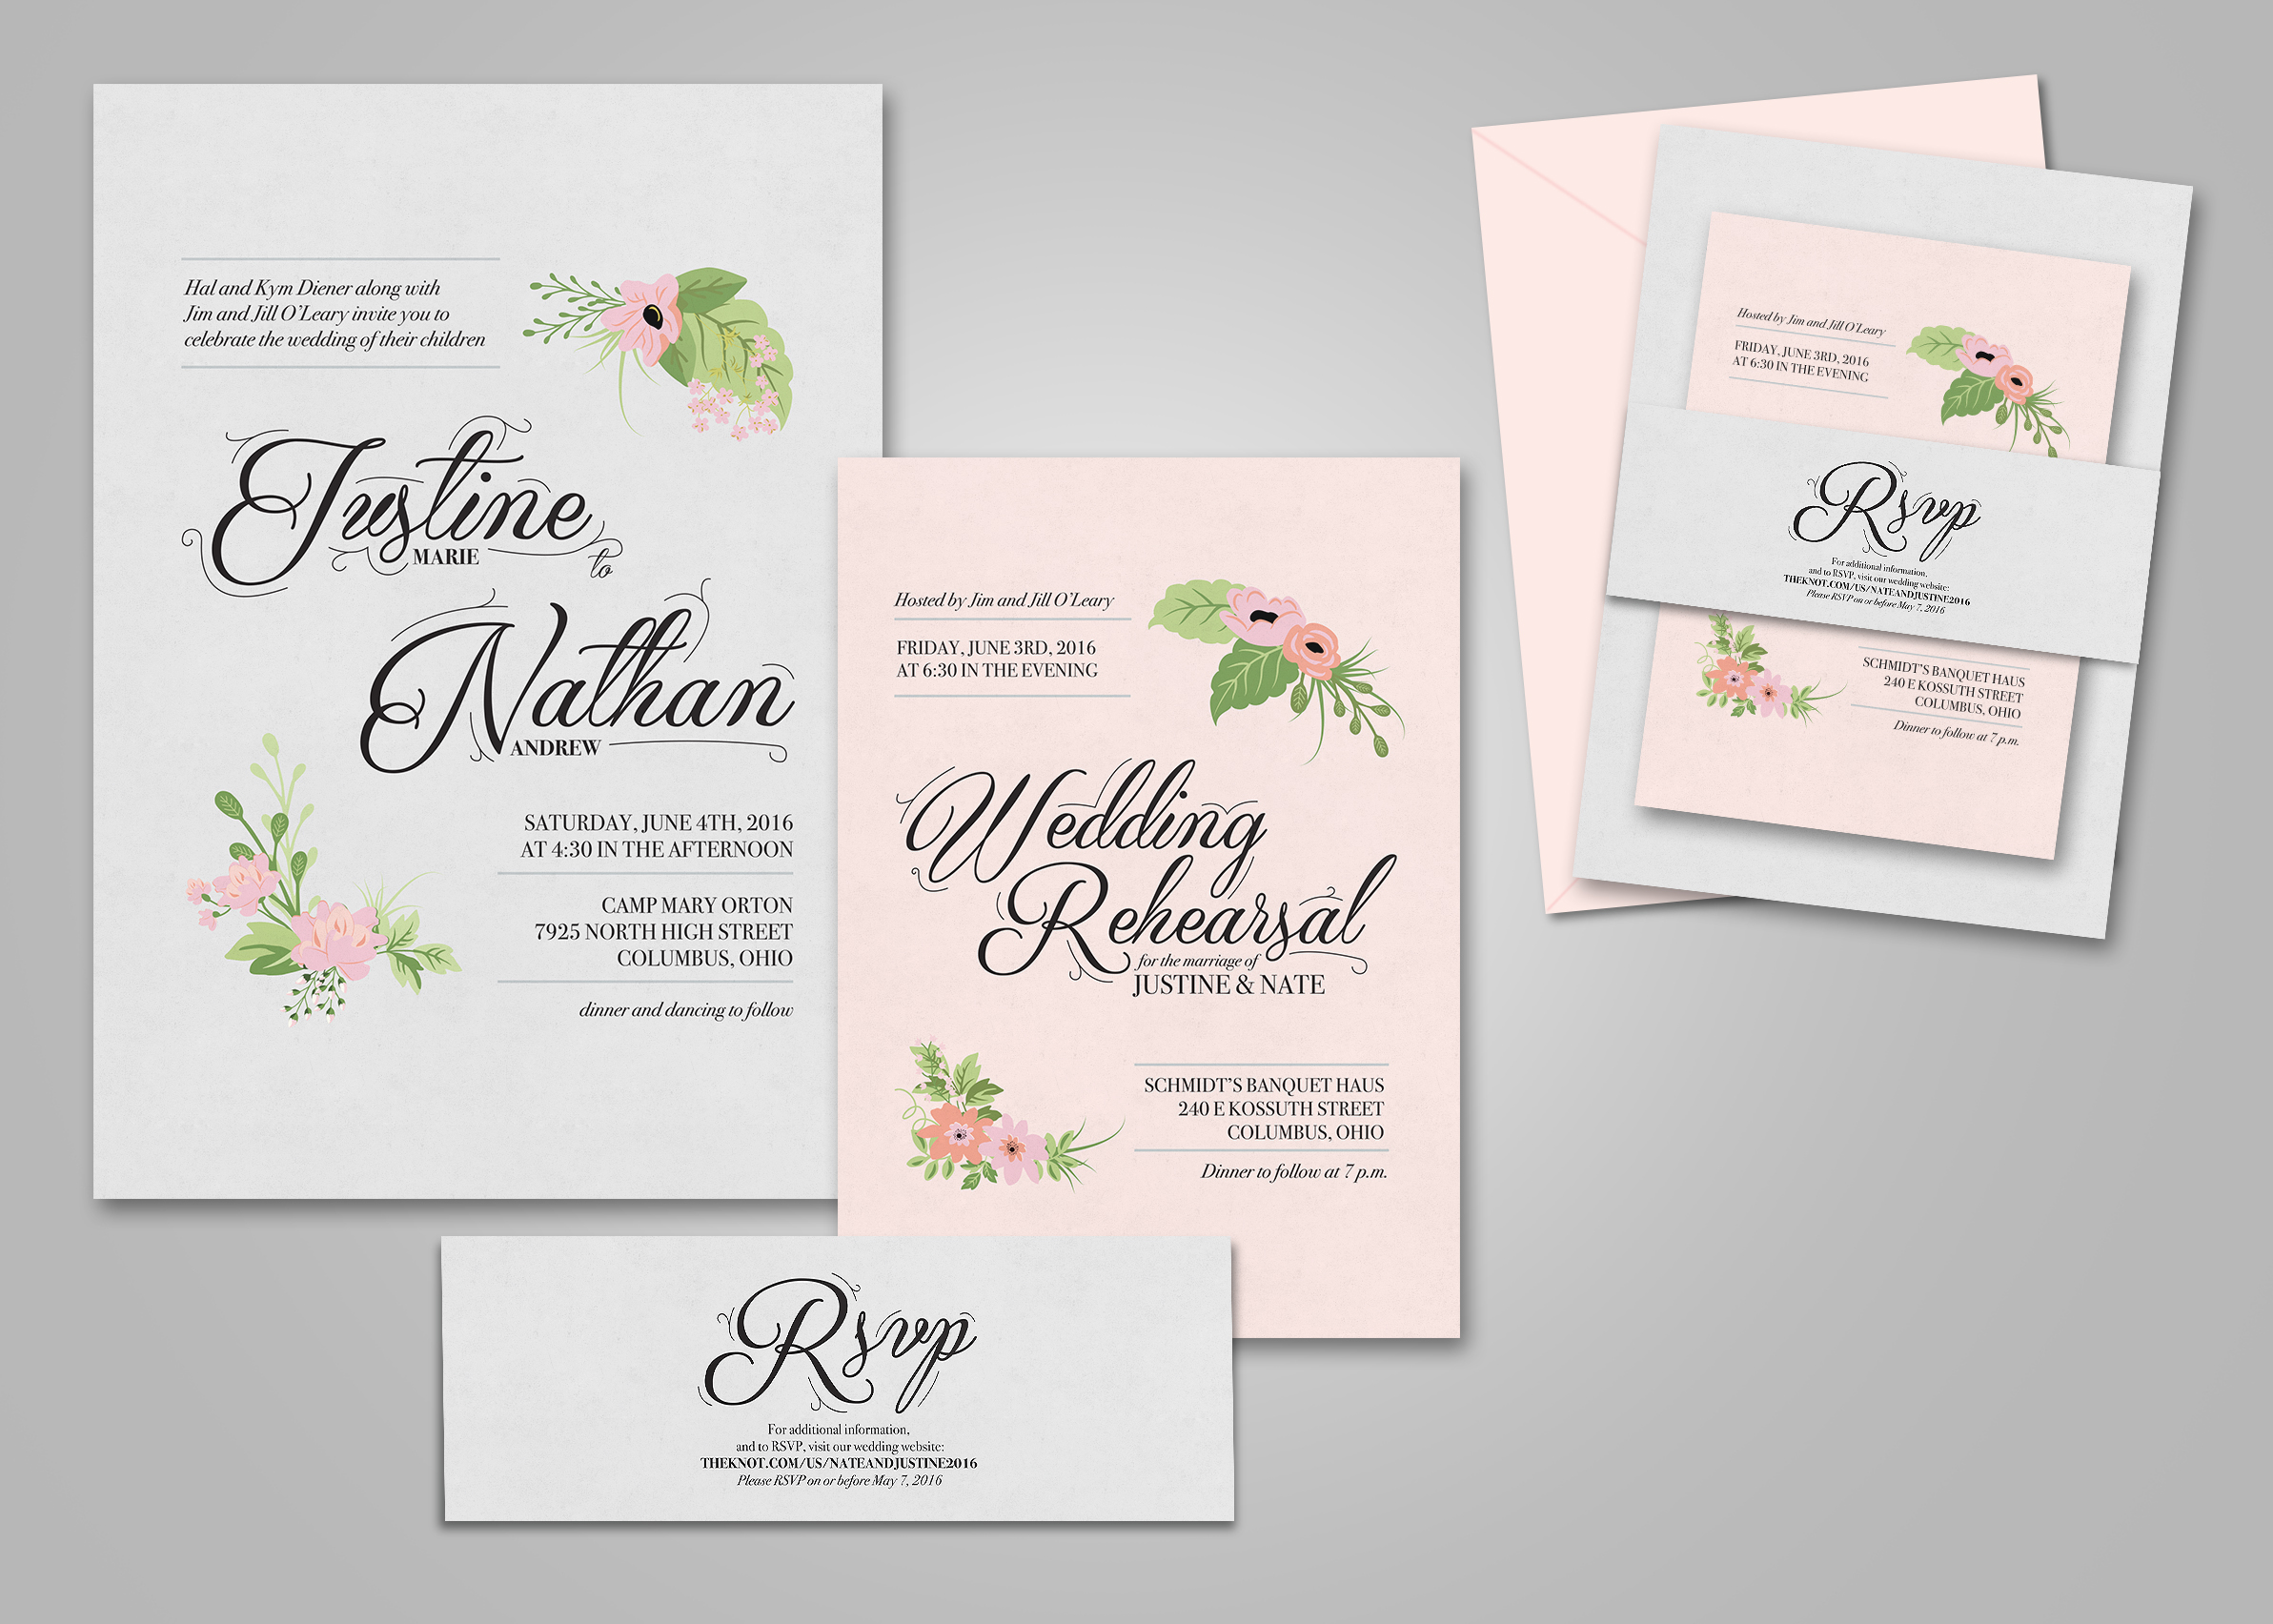 Hal and Kym Diener along with
Jim and Jill O'Leary invite you to
celebrate the wedding of their children
Justine
MARIE
to
Nathan
ANDREW
SATURDAY, JUNE 4TH, 2016
AT 4:30 IN THE AFTERNOON
CAMP MARY ORTON
7925 NORTH HIGH STREET
COLUMBUS, OHIO
dinner and dancing to follow
Hosted by Jim and Jill O'Leary
FRIDAY, JUNE 3RD, 2016
AT 6:30 IN THE EVENING
Wedding
Rehearsal
for the marriage of
JUSTINE & NATE
SCHMIDT'S BANQUET HAUS
240 E KOSSUTH STREET
COLUMBUS, OHIO
Dinner to follow at 7 p.m.
Rsvp
For additional information,
and to RSVP, visit our wedding website:
THEKNOT.COM/US/NATEANDJUSTINE2016
Please RSVP on or before May 7, 2016
Hosted by Jim and Jill O'Leary
FRIDAY, JUNE 3RD, 2016
AT 6:30 IN THE EVENING
Rsvp
For additional information,
and to RSVP, visit our wedding website:
THEKNOT.COM/US/NATEANDJUSTINE2016
Please RSVP on or before May 7, 2016
SCHMIDT'S BANQUET HAUS
240 E KOSSUTH STREET
COLUMBUS, OHIO
Dinner to follow at 7 p.m.